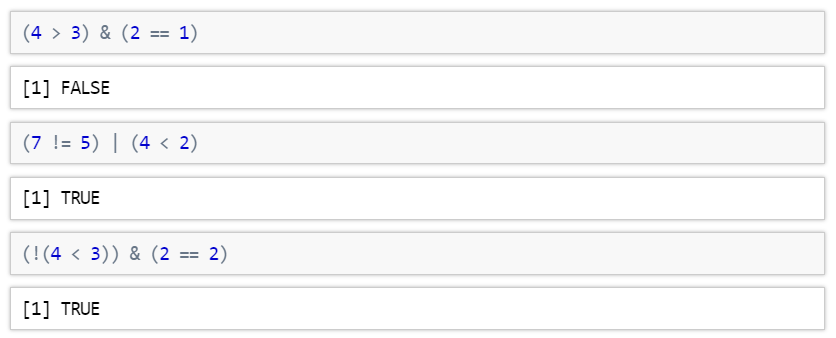 (4 > 3) & (2 == 1)
[1] FALSE
(7 != 5) | (4 < 2)
[1] TRUE
(!(4 < 3)) & (2 == 2)
[1] TRUE